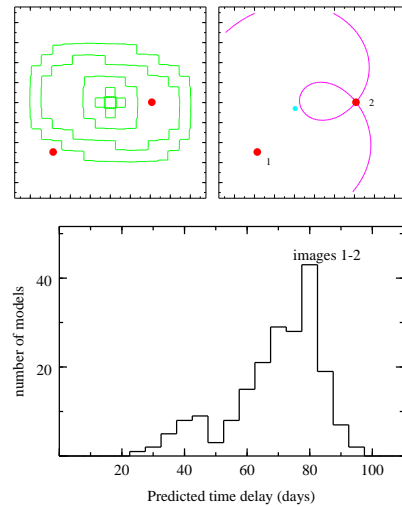 2
1
images 1-2
40
20
number of models
20 40 60 80 100
Predicted time delay (days)